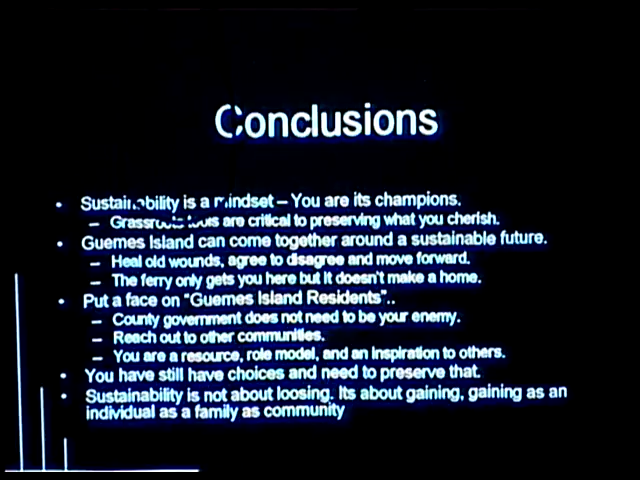 Conclusions
• Sustainability is a mindset – You are its champions.
– Grassroots tools are critical to preserving what you cherish.
• Guemes Island can come together around a sustainable future.
– Heal old wounds, agree to disagree and move forward.
– The ferry only gets you here but it doesn't make a home.
• Put a face on "Guemes Island Residents"..
– County government does not need to be your enemy.
– Reach out to other communities.
– You are a resource, role model, and an inspiration to others.
• You have still have choices and need to preserve that.
• Sustainability is not about loosing. Its about gaining, gaining as an
individual as a family as community